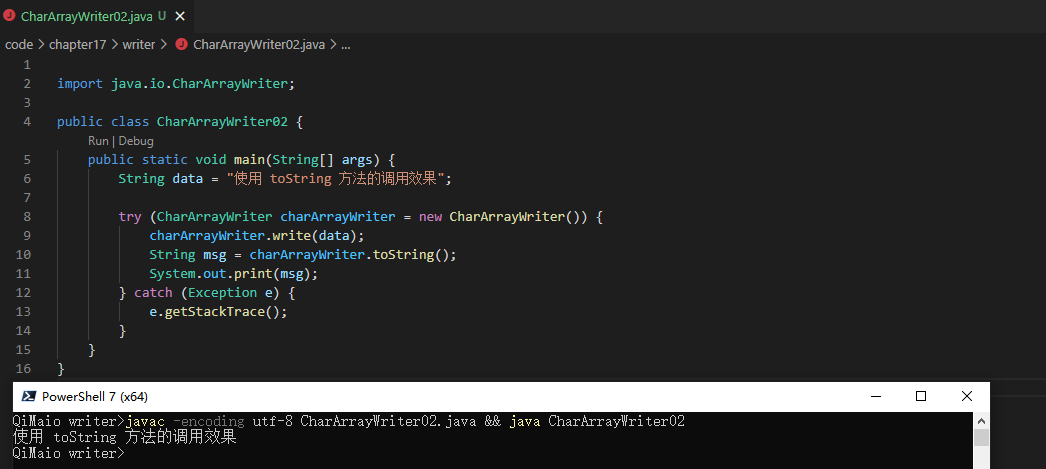 CharArrayWriter02.java U ×
code > chapter17 > writer > CharArrayWriter02.java > ...
1
2 import java.io.CharArrayWriter;
3
4 public class CharArrayWriter02 {
Run | Debug
5 public static void main(String[] args) {
6 String data = "使用 toString 方法的调用效果";
7
8 try (CharArrayWriter charArrayWriter = new CharArrayWriter()) {
9 charArrayWriter.write(data);
10 String msg = charArrayWriter.toString();
11 System.out.print(msg);
12 } catch (Exception e) {
13 e.getStackTrace();
14 }
15 }
16 }
PowerShell 7 (x64)
QiMaio writer>javac -encoding utf-8 CharArrayWriter02.java && java CharArrayWriter02
使用 toString 方法的调用效果
QiMaio writer>